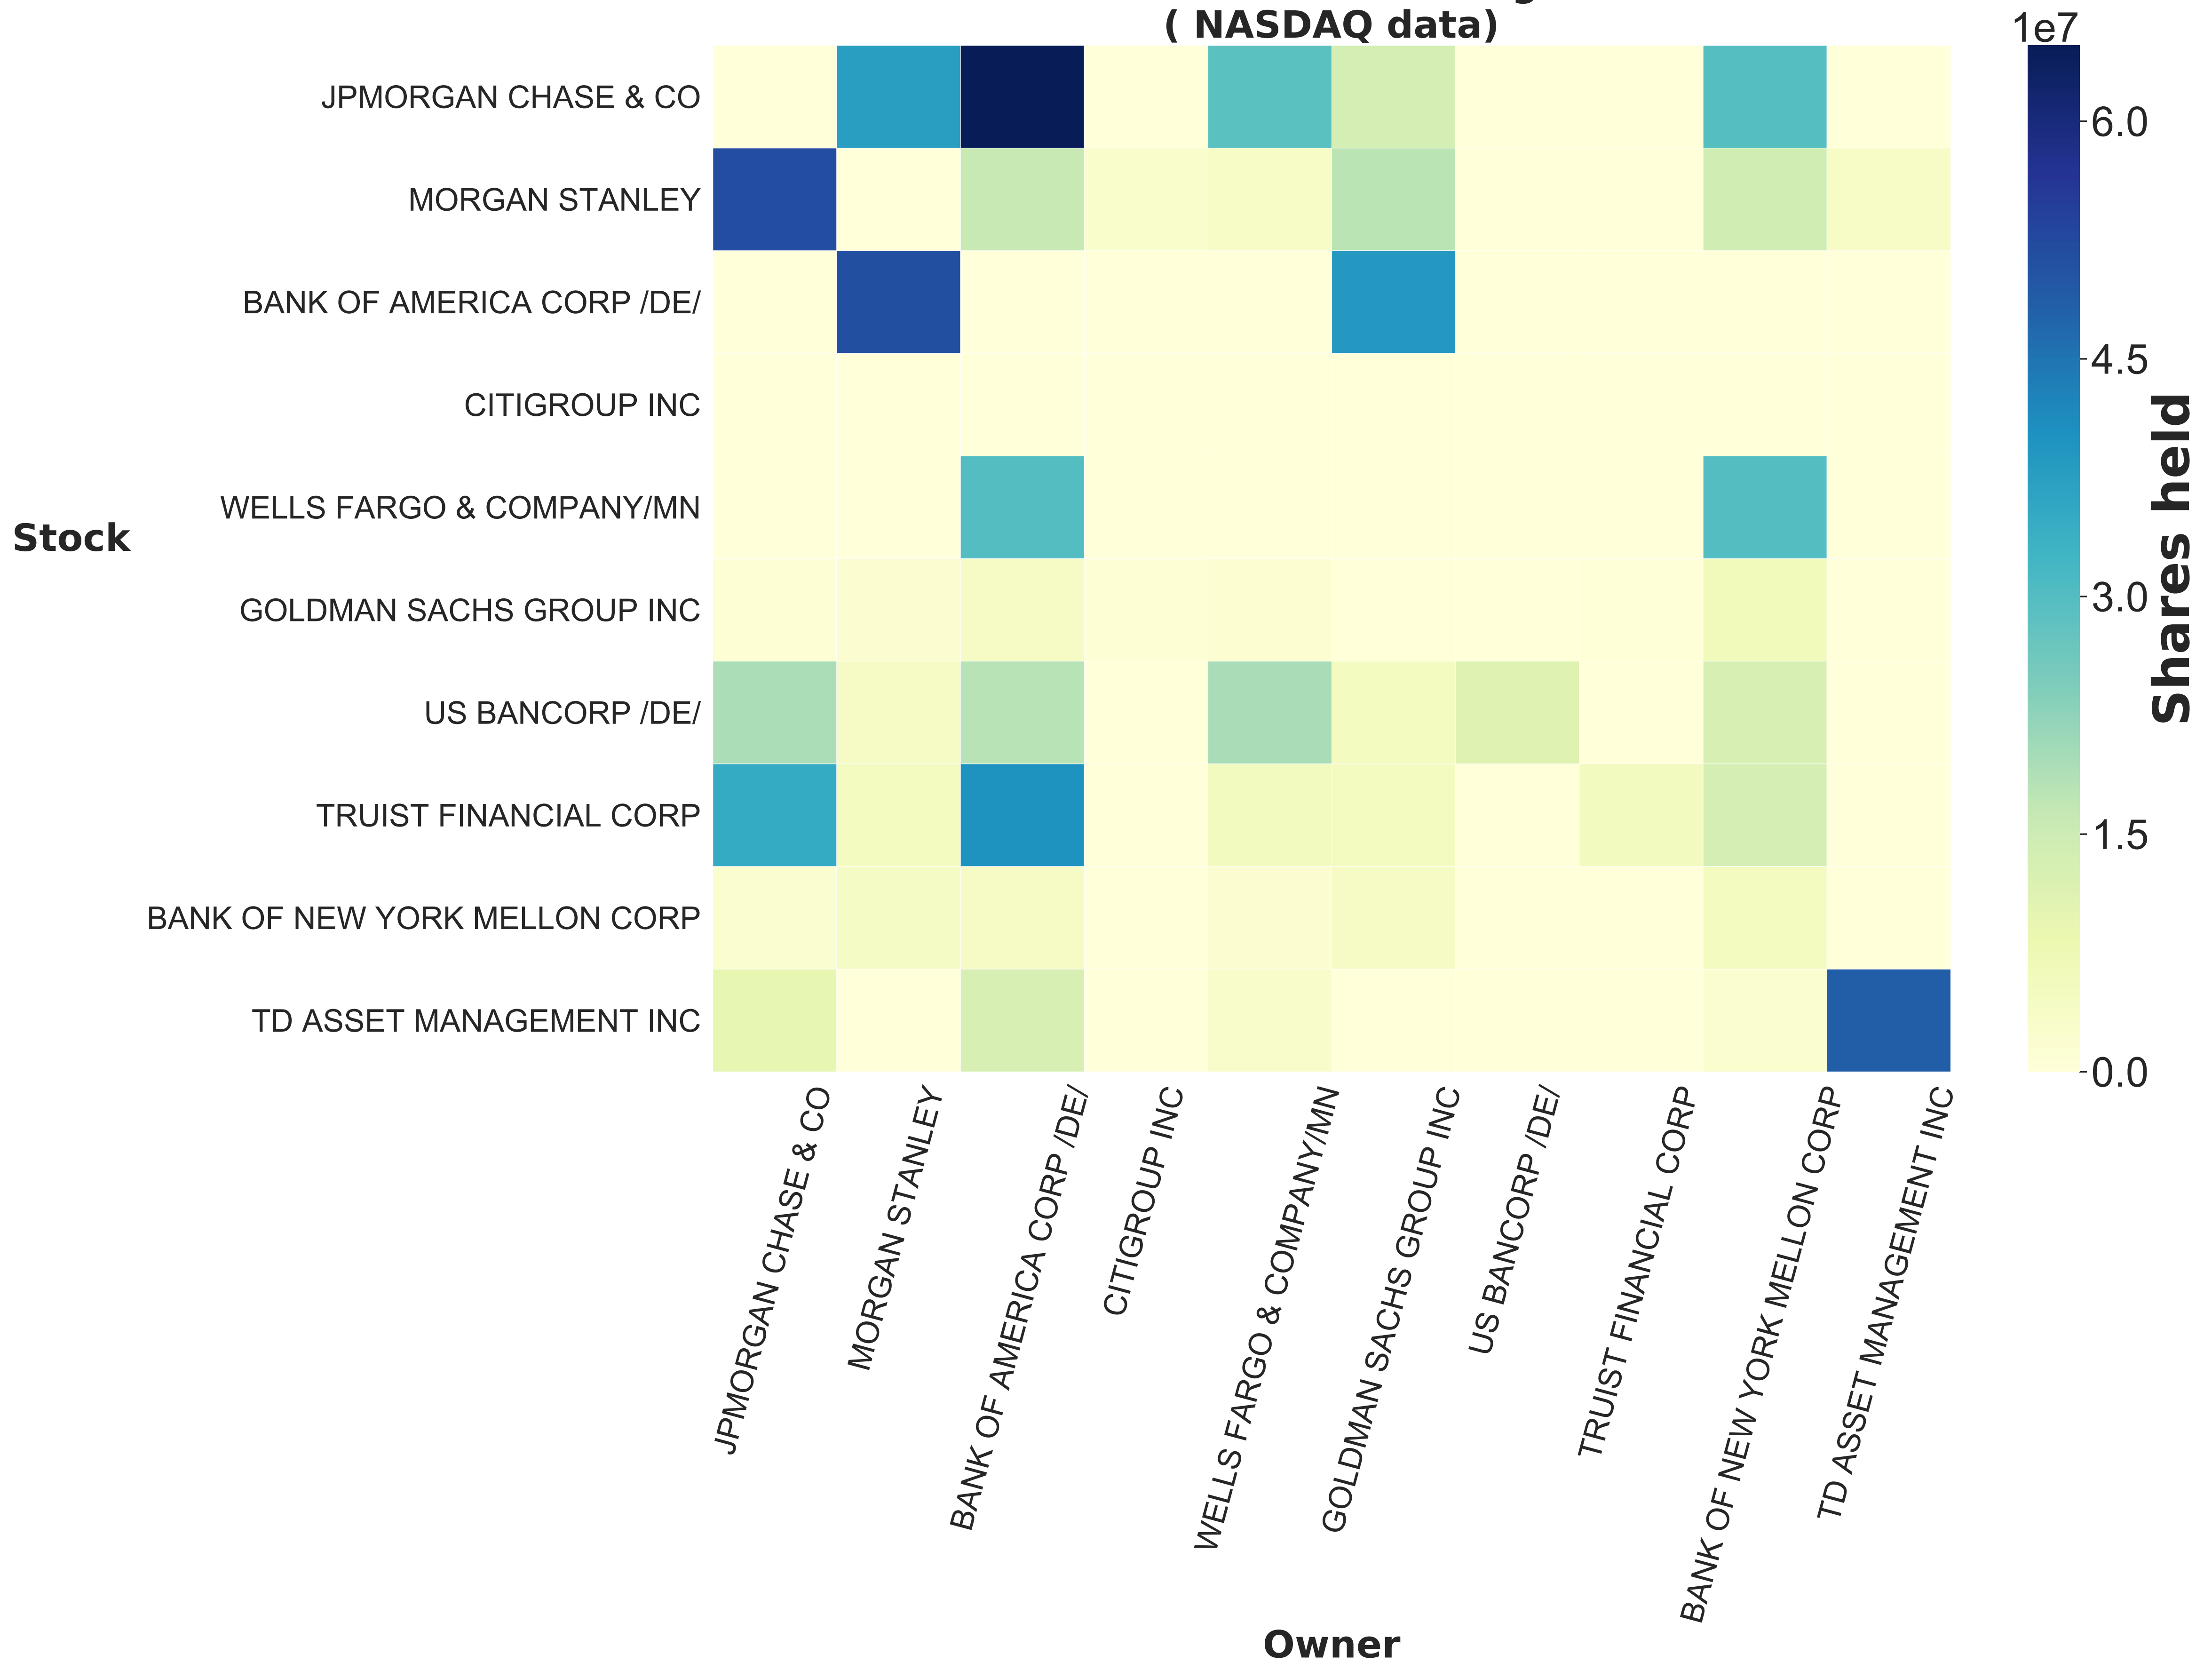 ( NASDAQ data)
1e7
JPMORGAN CHASE & CO
MORGAN STANLEY
BANK OF AMERICA CORP /DE/
CITIGROUP INC
WELLS FARGO & COMPANY/MN
GOLDMAN SACHS GROUP INC
US BANCORP /DE/
TRUIST FINANCIAL CORP
BANK OF NEW YORK MELLON CORP
TD ASSET MANAGEMENT INC
Stock
6.0
4.5
3.0
1.5
0.0
Shares held
JPMORGAN CHASE & CO
MORGAN STANLEY
BANK OF AMERICA CORP /DE/
CITIGROUP INC
WELLS FARGO & COMPANY/MN
GOLDMAN SACHS GROUP INC
US BANCORP /DE/
TRUIST FINANCIAL CORP
BANK OF NEW YORK MELLON CORP
TD ASSET MANAGEMENT INC
Owner